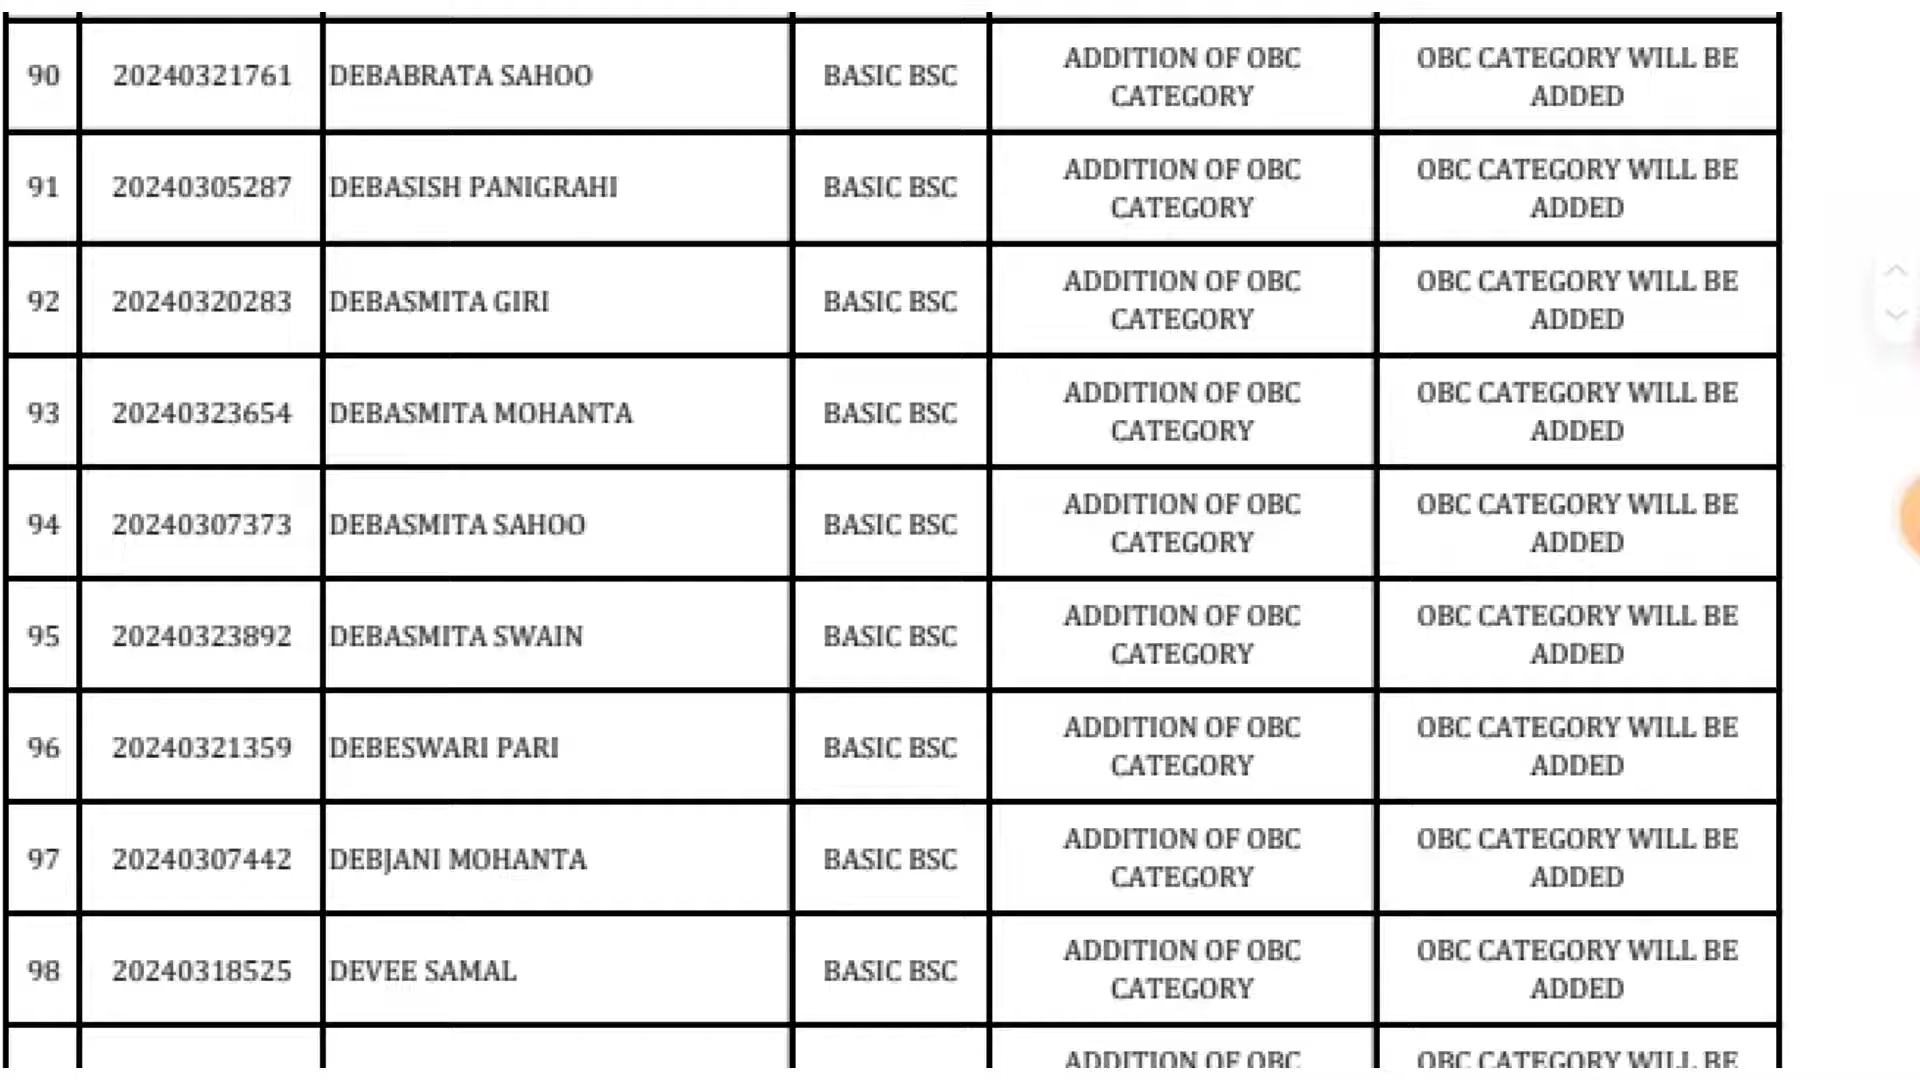 90 20240321761 DEBABRATA SAHOO BASIC BSC ADDITION OF OBC CATEGORY OBC CATEGORY WILL BE ADDED
91 20240305287 DEBASISH PANIGRAHI BASIC BSC ADDITION OF OBC CATEGORY OBC CATEGORY WILL BE ADDED
92 20240320283 DEBASMITA GIRI BASIC BSC ADDITION OF OBC CATEGORY OBC CATEGORY WILL BE ADDED
93 20240323654 DEBASMITA MOHANTA BASIC BSC ADDITION OF OBC CATEGORY OBC CATEGORY WILL BE ADDED
94 20240307373 DEBASMITA SAHOO BASIC BSC ADDITION OF OBC CATEGORY OBC CATEGORY WILL BE ADDED
95 20240323892 DEBASMITA SWAIN BASIC BSC ADDITION OF OBC CATEGORY OBC CATEGORY WILL BE ADDED
96 20240321359 DEBESWARI PARI BASIC BSC ADDITION OF OBC CATEGORY OBC CATEGORY WILL BE ADDED
97 20240307442 DEBJANI MOHANTA BASIC BSC ADDITION OF OBC CATEGORY OBC CATEGORY WILL BE ADDED
98 20240318525 DEVEE SAMAL BASIC BSC ADDITION OF OBC CATEGORY OBC CATEGORY WILL BE ADDED
ADDITION OF OBC OBC CATEGORY WILL BE